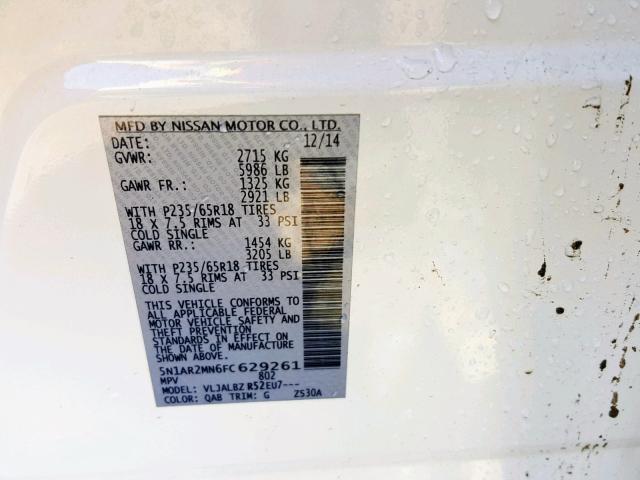 MFD BY NISSAN MOTOR CO., LTD.
DATE: 12/14
GVWR: 2715 KG
5986 LB
GAWR FR.: 1325 KG
2921 LB
WITH P235/65R18 TIRES
18 X 7.5 RIMS AT 33 PSI
COLD SINGLE
GAWR RR.: 1454 KG
3205 LB
WITH P235/65R18 TIRES
18 X 7.5 RIMS AT 33 PSI
COLD SINGLE
THIS VEHICLE CONFORMS TO
ALL APPLICABLE FEDERAL
MOTOR VEHICLE SAFETY AND
THEFT PREVENTION
STANDARDS IN EFFECT ON
THE DATE OF MANUFACTURE
SHOWN ABOVE.
5N1AR2MN6FC629261
MPV 802
MODEL: VLJALBZ R52EU7---
COLOR: QAB TRIM: G ZS30A